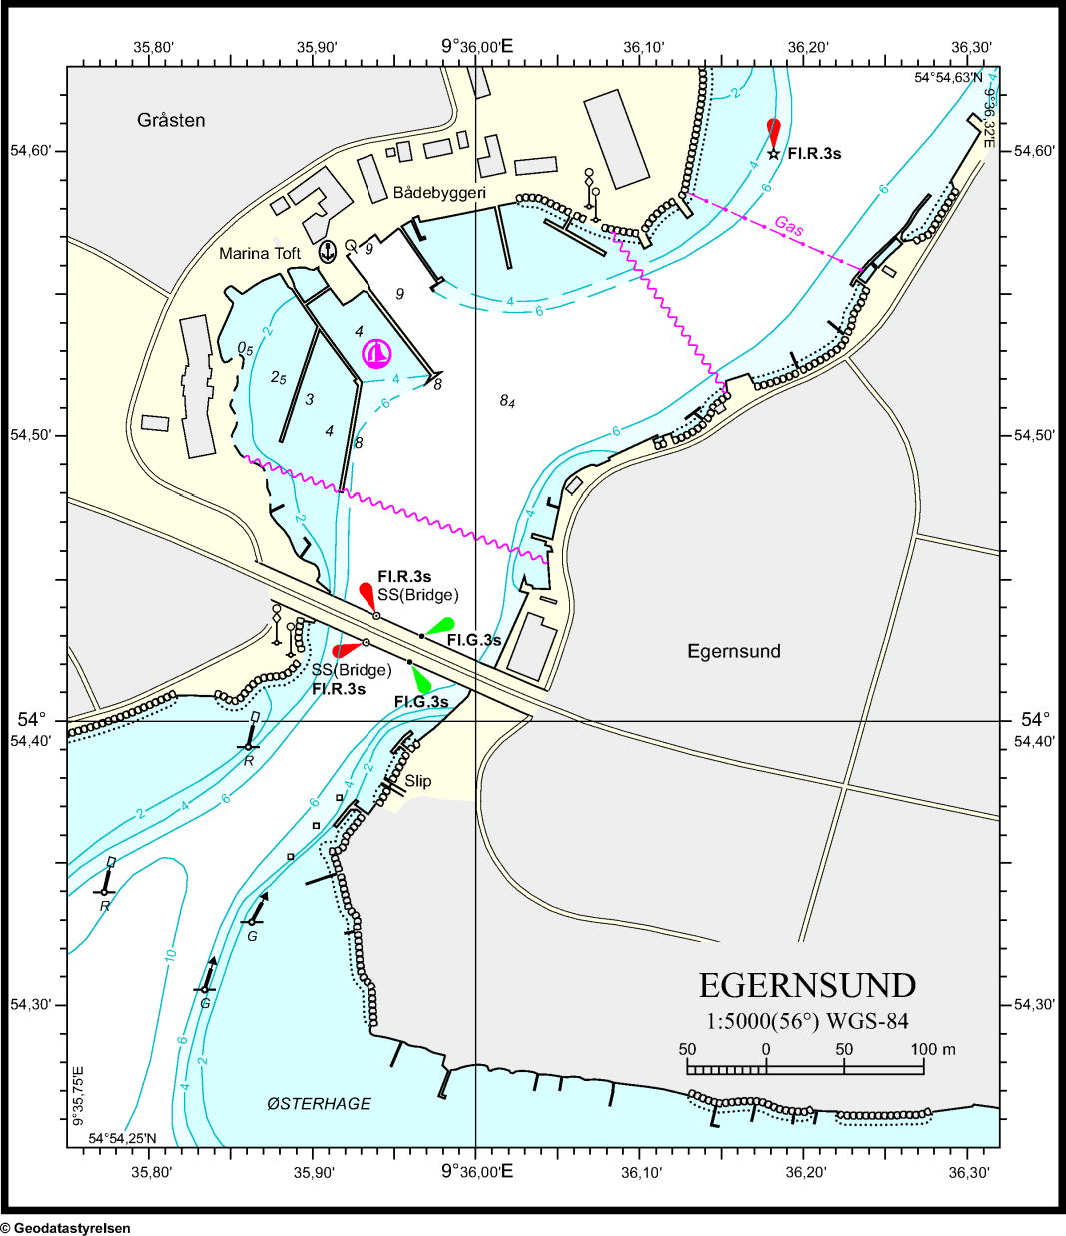 35,80' 35,90' 9°36,00'E 36,10' 36,20' 36,30'
54°54,63'N
9°36,32'E
54,60' 54,60'
Gråsten
Fl.R.3s
Bådebyggeri
Marina Toft
Gas
2
4
4
6
6
9
9
4
6
4
0₅
2
2₅
3
4
4
6
8
8
8₄
6
4
2
54,50' 54,50'
Fl.R.3s
SS(Bridge)
Fl.G.3s
SS(Bridge)
Fl.R.3s
Fl.G.3s
Egernsund
54° 54°
54,40' 54,40'
R
Slip
2
4
6
2
4
6
R
G
10
G
6
4
2
54,30' 54,30'
EGERNSUND
1:5000(56°) WGS-84
50 0 50 100 m
ØSTERHAGE
9°35,75'E
54°54,25'N
35,80' 35,90' 9°36,00'E 36,10' 36,20' 36,30'
© Geodatastyrelsen